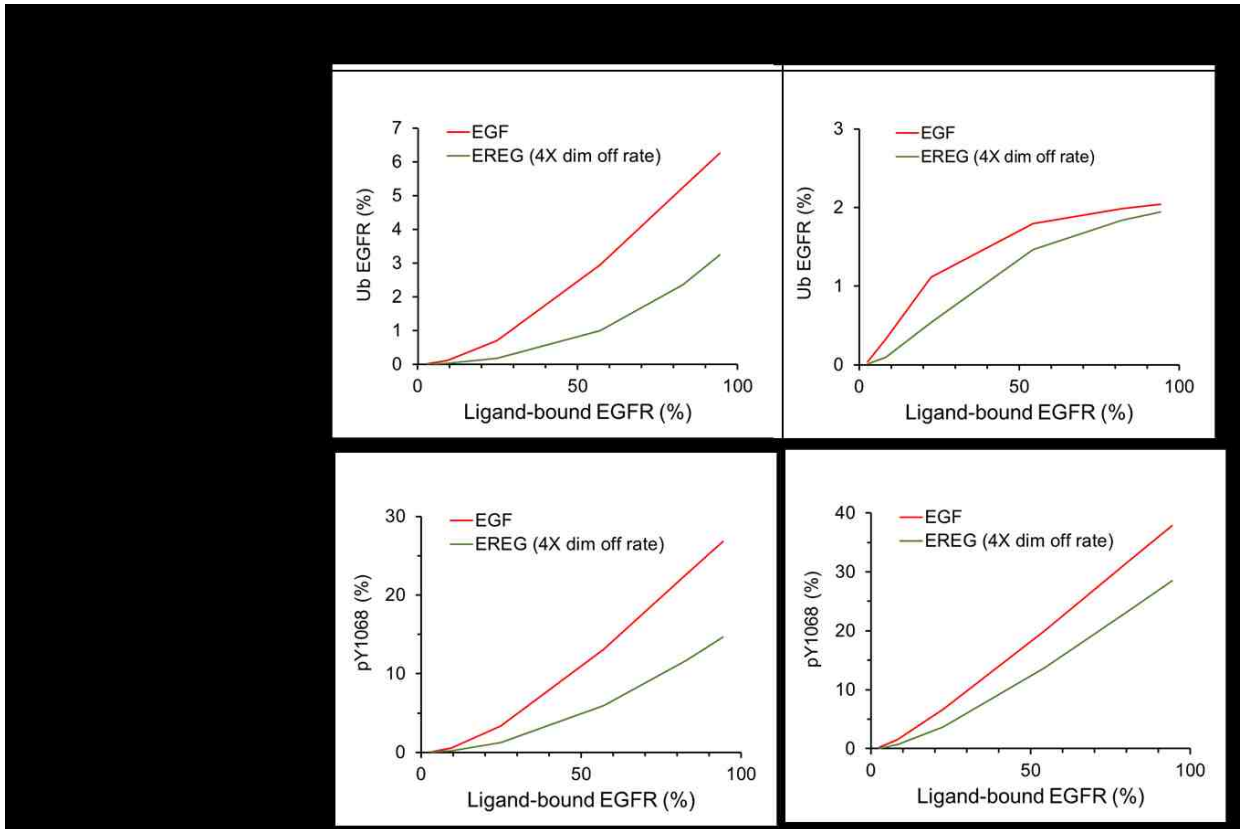 7
6
5
4
3
2
1
0
Ub EGFR (%)
EGF
EREG (4X dim off rate)
0
50
100
Ligand-bound EGFR (%)
3
2
1
0
Ub EGFR (%)
EGF
EREG (4X dim off rate)
0
50
100
Ligand-bound EGFR (%)
30
20
10
0
pY1068 (%)
EGF
EREG (4X dim off rate)
0
50
100
Ligand-bound EGFR (%)
40
30
20
10
0
pY1068 (%)
EGF
EREG (4X dim off rate)
0
50
100
Ligand-bound EGFR (%)